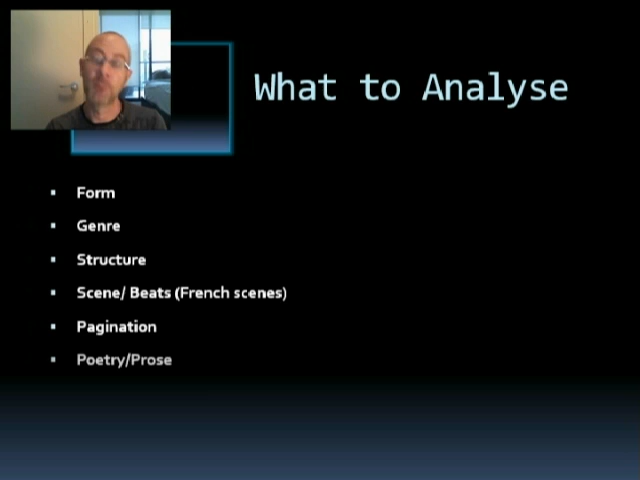 What to Analyse
Form
Genre
Structure
Scene/ Beats (French scenes)
Pagination
Poetry/Prose